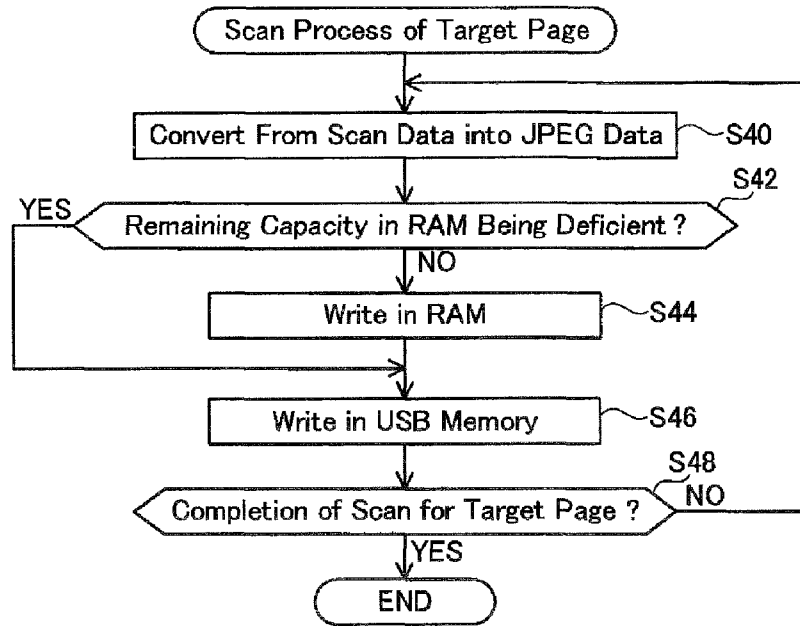 Scan Process of Target Page
Convert From Scan Data into JPEG Data
S40
S42
YES
Remaining Capacity in RAM Being Deficient ?
NO
Write in RAM
S44
Write in USB Memory
S46
S48
Completion of Scan for Target Page ?
NO
YES
END